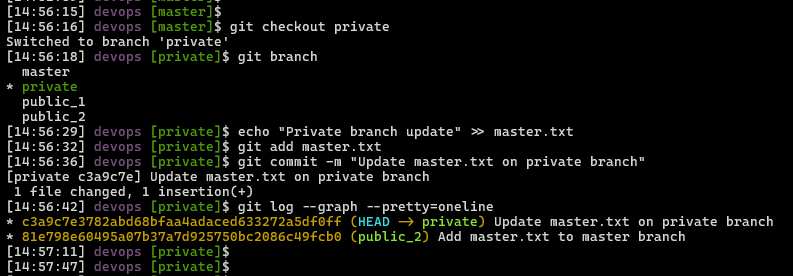 [14:56:15] devops [master]$
[14:56:16] devops [master]$ git checkout private
Switched to branch 'private'
[14:56:18] devops [private]$ git branch
  master
* private
  public_1
  public_2
[14:56:29] devops [private]$ echo "Private branch update" >> master.txt
[14:56:32] devops [private]$ git add master.txt
[14:56:36] devops [private]$ git commit -m "Update master.txt on private branch"
[private c3a9c7e] Update master.txt on private branch
 1 file changed, 1 insertion(+)
[14:56:42] devops [private]$ git log --graph --pretty=oneline
* c3a9c7e3782abd68bfaa4adaced633272a5df0ff (HEAD -> private) Update master.txt on private branch
* 81e798e60495a07b37a7d925750bc2086c49fcb0 (public_2) Add master.txt to master branch
[14:57:11] devops [private]$
[14:57:47] devops [private]$